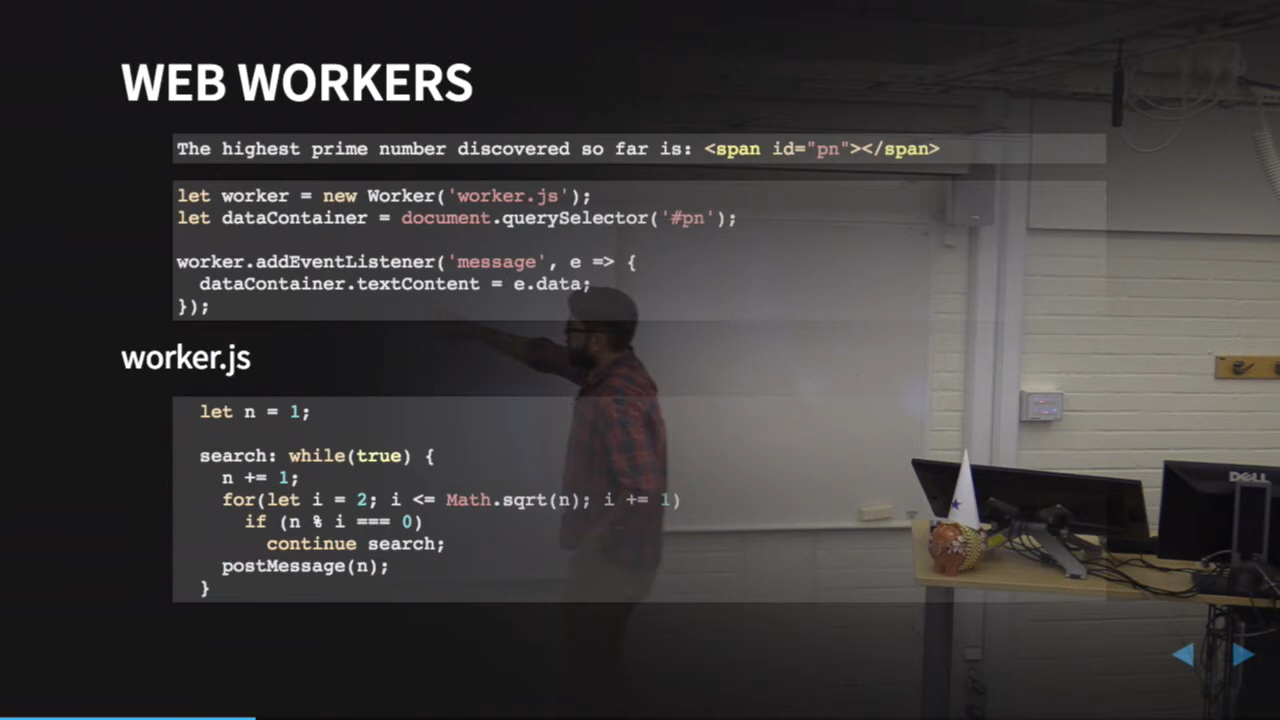 WEB WORKERS
The highest prime number discovered so far is: <span id="pn"></span>
let worker = new Worker('worker.js');
let dataContainer = document.querySelector('#pn');
worker.addEventListener('message', e => {
  dataContainer.textContent = e.data;
});
worker.js
let n = 1;
search: while(true) {
  n += 1;
  for(let i = 2; i <= Math.sqrt(n); i += 1)
    if (n % i === 0)
      continue search;
  postMessage(n);
}
DELL